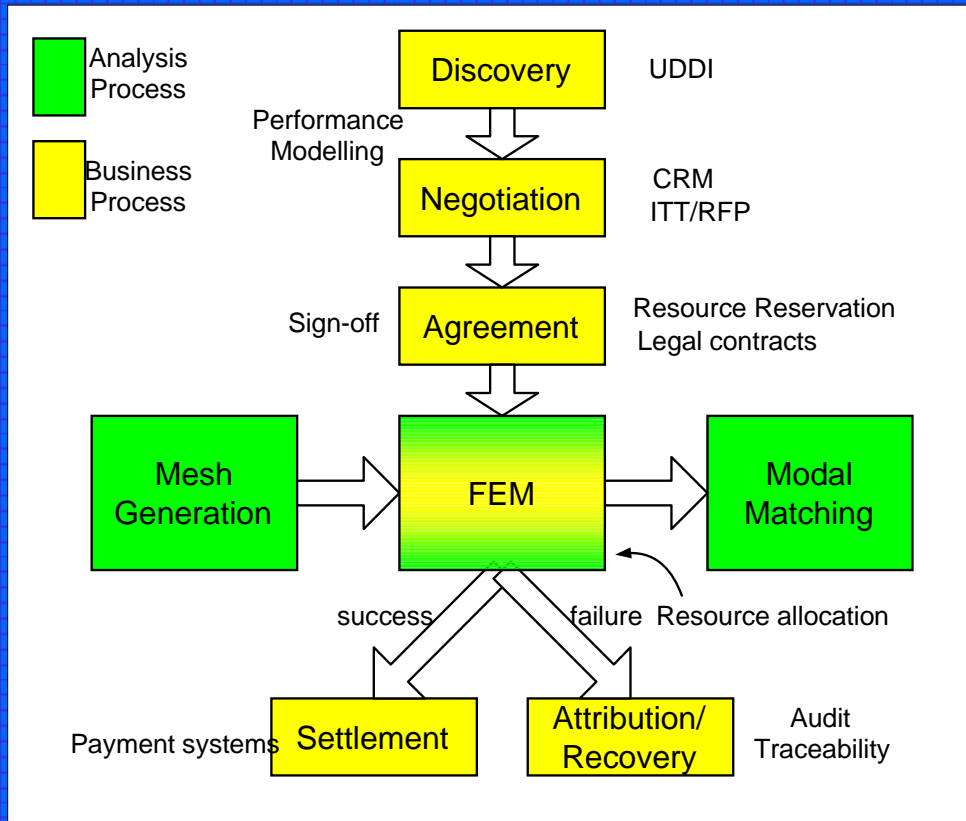 Analysis
Process
Business
Process
Discovery
UDDI
Performance
Modelling
Negotiation
CRM
ITT/RFP
Sign-off
Agreement
Resource Reservation
Legal contracts
Mesh
Generation
FEM
Modal
Matching
success
failure
Resource allocation
Payment systems
Settlement
Attribution/
Recovery
Audit
Traceability